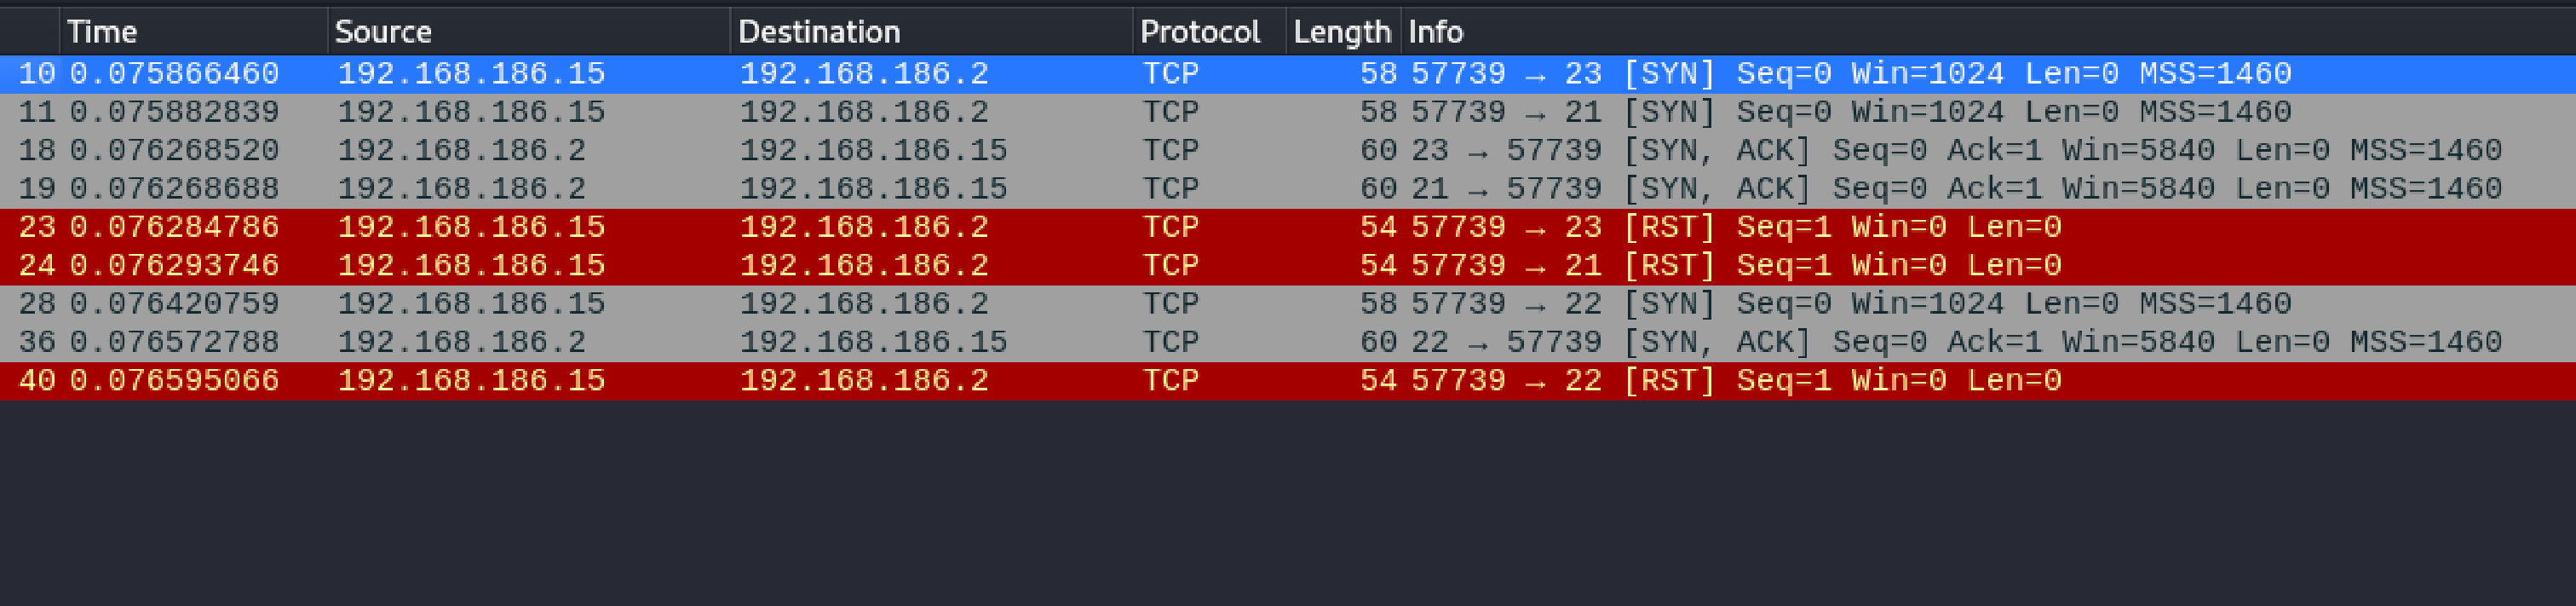 Time Source Destination Protocol Length Info
10 0.075866460 192.168.186.15 192.168.186.2 TCP 58 57739 → 23 [SYN] Seq=0 Win=1024 Len=0 MSS=1460
11 0.075882839 192.168.186.15 192.168.186.2 TCP 58 57739 → 21 [SYN] Seq=0 Win=1024 Len=0 MSS=1460
18 0.076268520 192.168.186.2 192.168.186.15 TCP 60 23 → 57739 [SYN, ACK] Seq=0 Ack=1 Win=5840 Len=0 MSS=1460
19 0.076268688 192.168.186.2 192.168.186.15 TCP 60 21 → 57739 [SYN, ACK] Seq=0 Ack=1 Win=5840 Len=0 MSS=1460
23 0.076284786 192.168.186.15 192.168.186.2 TCP 54 57739 → 23 [RST] Seq=1 Win=0 Len=0
24 0.076293746 192.168.186.15 192.168.186.2 TCP 54 57739 → 21 [RST] Seq=1 Win=0 Len=0
28 0.076420759 192.168.186.15 192.168.186.2 TCP 58 57739 → 22 [SYN] Seq=0 Win=1024 Len=0 MSS=1460
36 0.076572788 192.168.186.2 192.168.186.15 TCP 60 22 → 57739 [SYN, ACK] Seq=0 Ack=1 Win=5840 Len=0 MSS=1460
40 0.076595066 192.168.186.15 192.168.186.2 TCP 54 57739 → 22 [RST] Seq=1 Win=0 Len=0